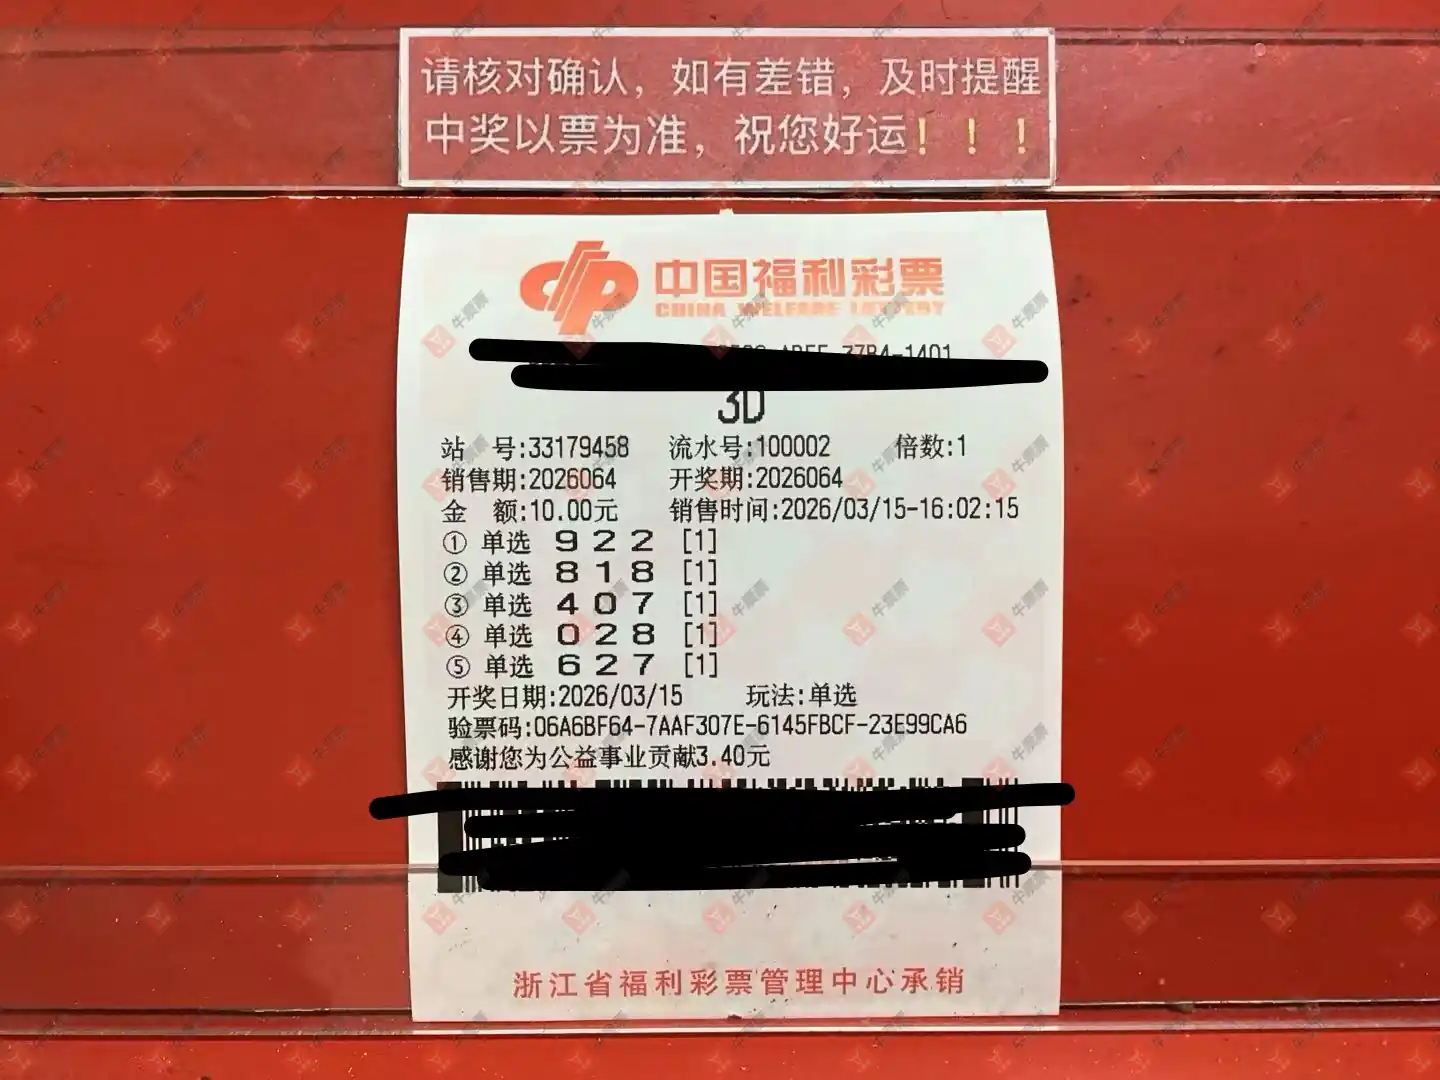 请核对确认，如有差错，及时提醒
中奖以票为准，祝您好运！！！
中国福利彩票
CHINA WELFARE LOTTERY
37B4-1401
3D
站 号:33179458 流水号:100002 倍数:1
销售期:2026064 开奖期:2026064
金 额:10.00元 销售时间:2026/03/15-16:02:15
① 单选 9 2 2 [1]
② 单选 8 1 8 [1]
③ 单选 4 0 7 [1]
④ 单选 0 2 8 [1]
⑤ 单选 6 2 7 [1]
开奖日期:2026/03/15 玩法:单选
验票码:06A6BF64-7AAF307E-6145FBCF-23E99CA6
感谢您为公益事业贡献3.40元
浙江省福利彩票管理中心承销
牛票票